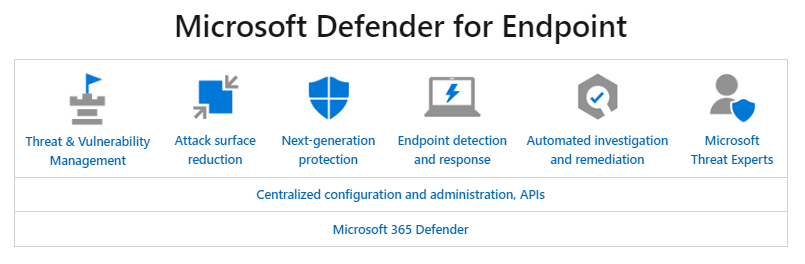 Microsoft Defender for Endpoint
Threat & Vulnerability
Management
Attack surface
reduction
Next-generation
protection
Endpoint detection
and response
Automated investigation
and remediation
Microsoft
Threat Experts
Centralized configuration and administration, APIs
Microsoft 365 Defender